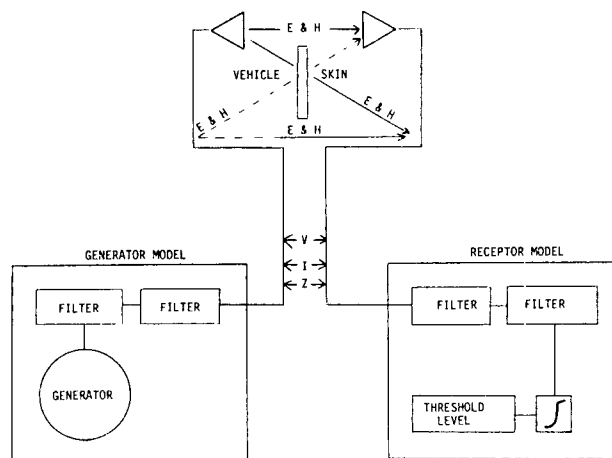 E & H
VEHICLE SKIN
E & H
E & H
E & H
V
I
Z
GENERATOR MODEL
RECEPTOR MODEL
FILTER
FILTER
FILTER
FILTER
GENERATOR
THRESHOLD
LEVEL
∫